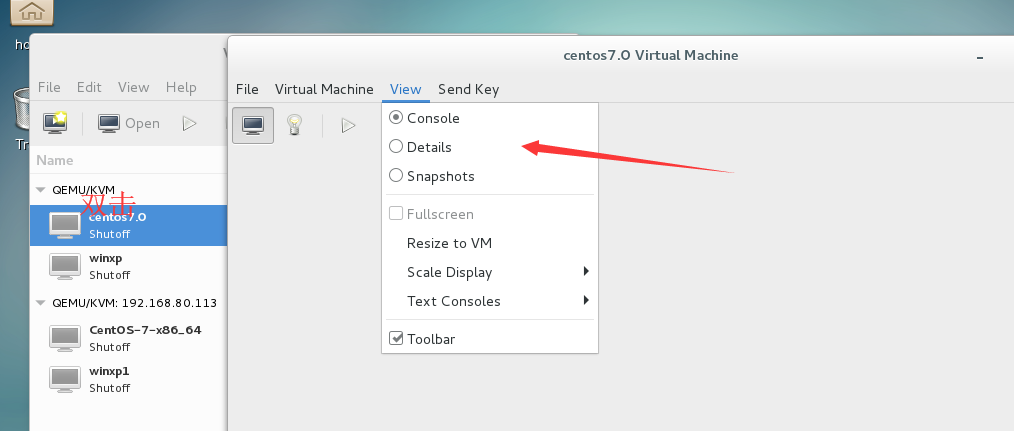 centos7.0 Virtual Machine
File Edit View Help
File Virtual Machine View Send Key
Open
Console
Details
Snapshots
Fullscreen
Resize to VM
Scale Display
Text Consoles
Toolbar
Name
QEMU/KVM
双击
centos7.0
Shutoff
winxp
Shutoff
QEMU/KVM: 192.168.80.113
CentOS-7-x86_64
Shutoff
winxp1
Shutoff